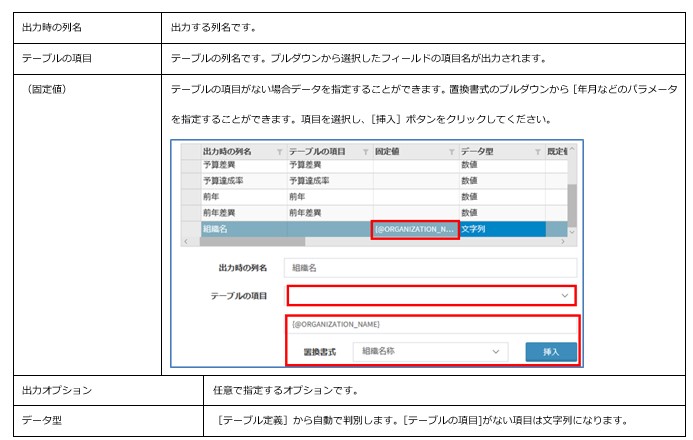 出力時の列名 出力する列名です。
テーブルの項目 テーブルの列名です。プルダウンから選択したフィールドの項目名が出力されます。
（固定値） テーブルの項目がない場合データを指定することができます。置換書式のプルダウンから［年月などのパラメータ
を指定することができます。項目を選択し、［挿入］ボタンをクリックしてください。
出力時の列名 テーブルの項目 固定値 データ型 既定値
予算差異 予算差異 数値
予算達成率 予算達成率 数値
前年 前年 数値
前年差異 前年差異 数値
組織名 {@ORGANIZATION_N... 文字列
出力時の列名 組織名
テーブルの項目
{@ORGANIZATION_NAME}
置換書式 組織名称 挿入
出力オプション 任意で指定するオプションです。
データ型 ［テーブル定義］から自動で判別します。［テーブルの項目]がない項目は文字列になります。